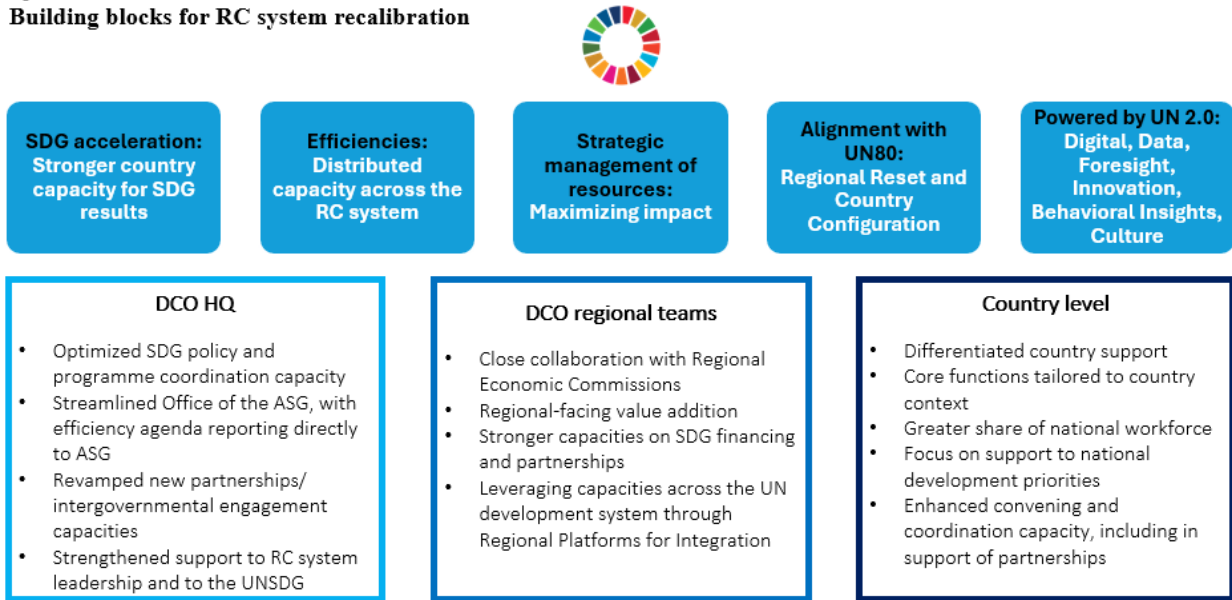 Building blocks for RC system recalibration
SDG acceleration:
Stronger country
capacity for SDG
results
Efficiencies:
Distributed
capacity across the
RC system
Strategic
management of
resources:
Maximizing impact
Alignment with
UN80:
Regional Reset and
Country
Configuration
Powered by UN 2.0:
Digital, Data,
Foresight,
Innovation,
Behavioral Insights,
Culture
DCO HQ
• Optimized SDG policy and
programme coordination capacity
• Streamlined Office of the ASG, with
efficiency agenda reporting directly
to ASG
• Revamped new partnerships/
intergovernmental engagement
capacities
• Strengthened support to RC system
leadership and to the UNSDG
DCO regional teams
• Close collaboration with Regional
Economic Commissions
• Regional-facing value addition
• Stronger capacities on SDG financing
and partnerships
• Leveraging capacities across the UN
development system through
Regional Platforms for Integration
Country level
• Differentiated country support
• Core functions tailored to country
context
• Greater share of national workforce
• Focus on support to national
development priorities
• Enhanced convening and
coordination capacity, including in
support of partnerships